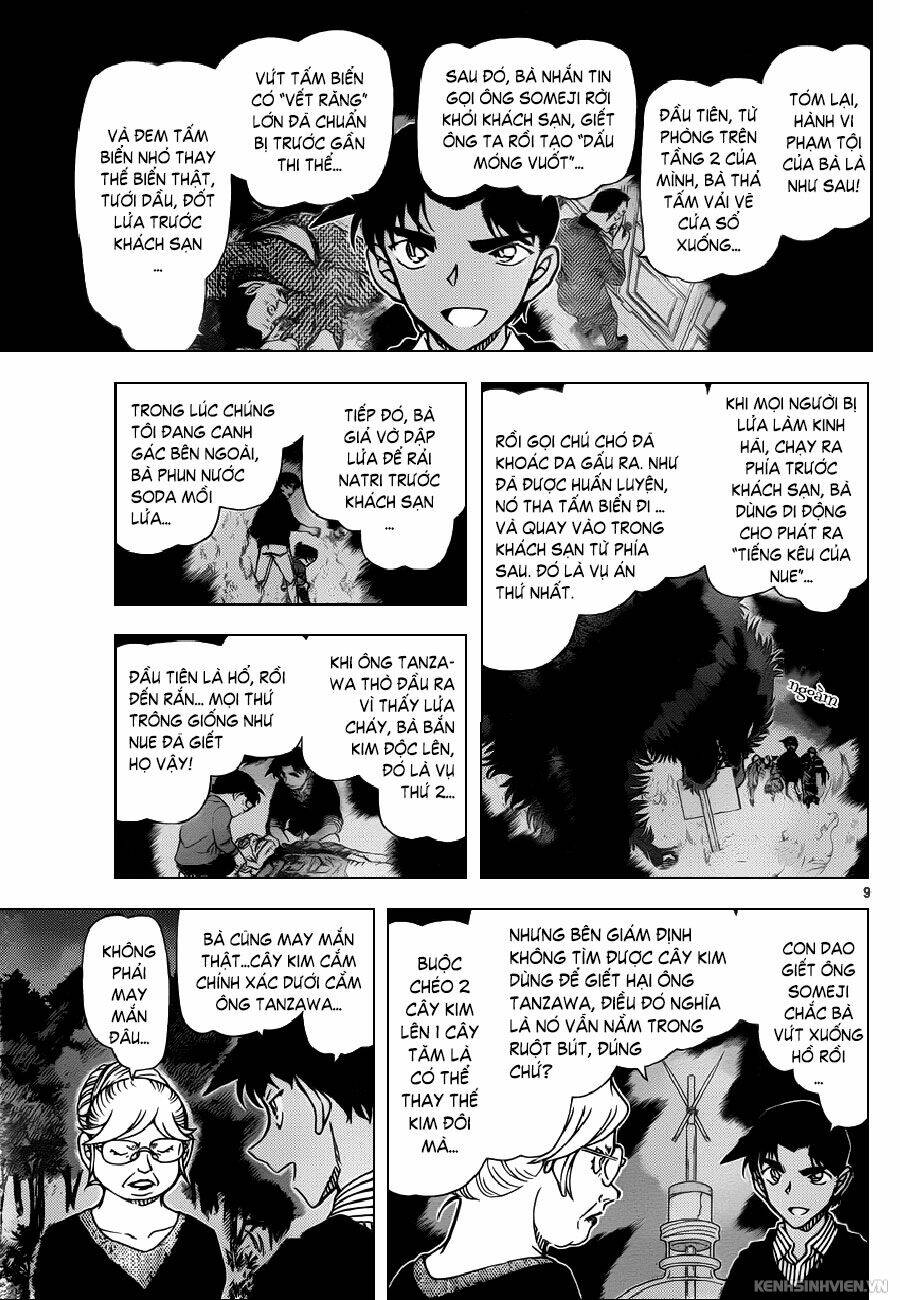 TÓM LẠI,
HÀNH VI
PHẠM TỘI
CỦA BÀ LÀ
NHƯ SAU!
ĐẦU TIÊN, TỪ
PHÒNG TRÊN
TẦNG 2 CỦA
MÌNH, BÀ THẢ
TẤM VẢI VẼ
CỬA SỔ
XUỐNG...
SAU ĐÓ, BÀ NHẮN TIN
GỌI ÔNG SOMEJI RỜI
KHỎI KHÁCH SẠN, GIẾT
ÔNG TA RỒI TẠO "DẤU
MÓNG VUỐT"...
VỨT TẤM BIỂN
CÓ "VẾT RĂNG"
LỚN ĐÃ CHUẨN
BỊ TRƯỚC GẦN
THI THỂ...
VÀ ĐEM TẤM
BIỂN NHỎ THAY
THẾ BIỂN THẬT,
TƯỚI DẦU, ĐỐT
LỬA TRƯỚC
KHÁCH SẠN
...
KHI MỌI NGƯỜI BỊ
LỬA LÀM KINH
HÃI, CHẠY RA
PHÍA TRƯỚC
KHÁCH SẠN, BÀ
DÙNG DI ĐỘNG
CHO PHÁT RA
"TIẾNG KÊU CỦA
NUE"...
RỒI GỌI CHÚ CHÓ ĐÃ
KHOÁC DA GẤU RA. NHƯ
ĐÃ ĐƯỢC HUẤN LUYỆN,
NÓ THA TẤM BIỂN ĐI ...
VÀ QUAY VÀO TRONG
KHÁCH SẠN TỪ PHÍA
SAU. ĐÓ LÀ VỤ ÁN
THỨ NHẤT.
ngoằm
TIẾP ĐÓ, BÀ
GIẢ VỜ DẬP
LỬA ĐỂ RẢI
NATRI TRƯỚC
KHÁCH SẠN
...
TRONG LÚC CHÚNG
TÔI ĐANG CANH
GÁC BÊN NGOÀI,
BÀ PHUN NƯỚC
SODA MỒI
LỬA...
KHI ÔNG TANZA-
WA THÒ ĐẦU RA
VÌ THẤY LỬA
CHÁY, BÀ BẮN
KIM ĐỘC LÊN,
ĐÓ LÀ VỤ
THỨ 2...
ĐẦU TIÊN LÀ HỔ, RỒI
ĐẾN RẮN... MỌI THỨ
TRÔNG GIỐNG NHƯ
NUE ĐÃ GIẾT
HỌ VẬY!
9
CON DAO
GIẾT ÔNG
SOMEJI
CHẮC BÀ
VỨT XUỐNG
HỒ RỒI
...
NHƯNG BÊN GIÁM ĐỊNH
KHÔNG TÌM ĐƯỢC CÂY KIM
DÙNG ĐỂ GIẾT HẠI ÔNG
TANZAWA, ĐIỀU ĐÓ NGHĨA
LÀ NÓ VẪN NẰM TRONG
RUỘT BÚT, ĐÚNG
CHỨ?
BUỘC
CHÉO 2
CÂY KIM
LÊN 1 CÂY
TĂM LÀ
CÓ THỂ
THAY THẾ
KIM ĐÔI
MÀ...
BÀ CŨNG MAY MẮN
THẬT...CÂY KIM CẮM
CHÍNH XÁC DƯỚI CẰM
ÔNG TANZAWA...
KHÔNG
PHẢI
MAY
MẮN
ĐÂU...
KENHSINHVIEN.VN